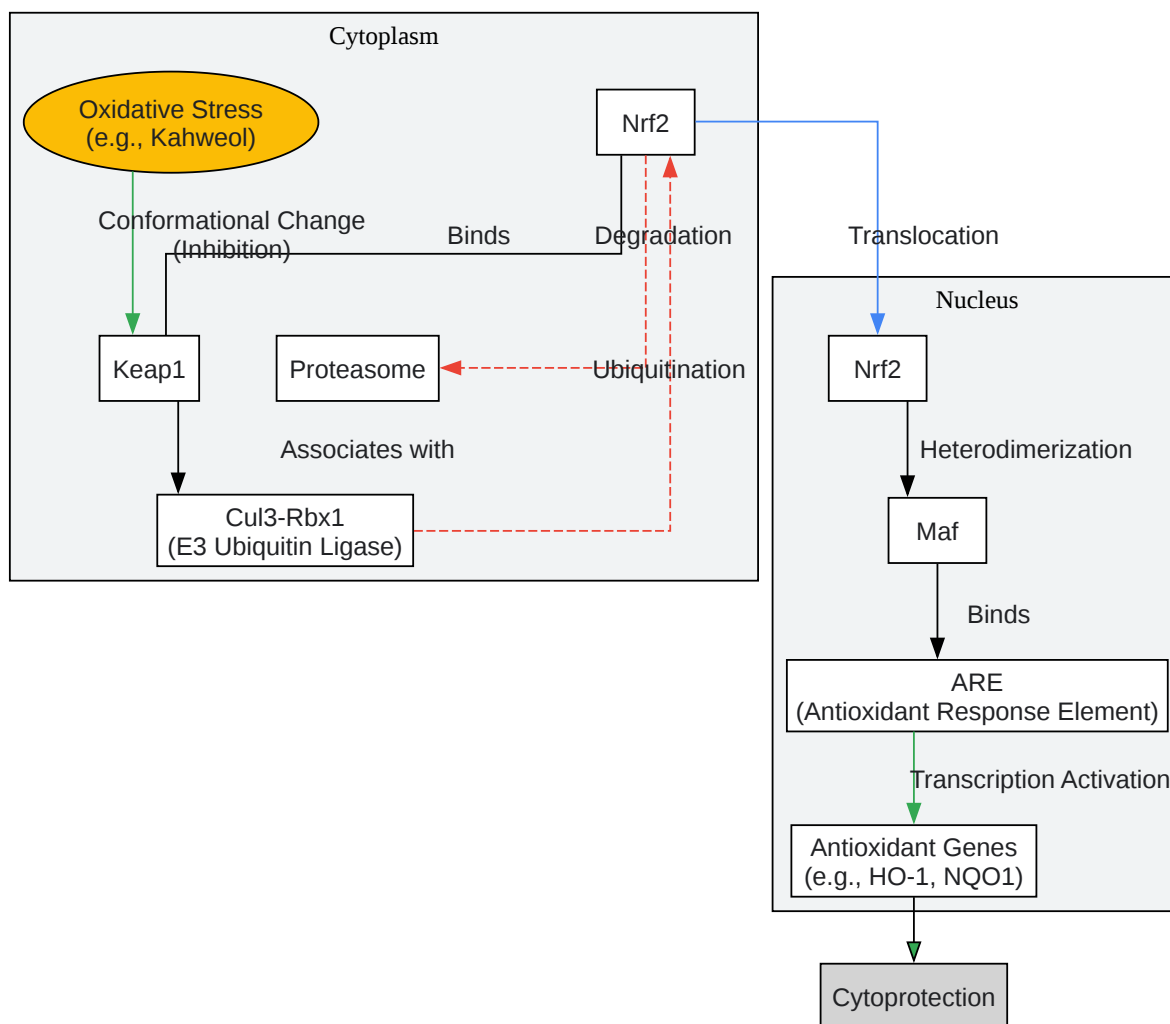 Cytoplasm
Oxidative Stress
(e.g., Kahweol)
Nrf2
Conformational Change
(Inhibition)
Binds
Degradation
Translocation
Nucleus
Keap1
Proteasome
Ubiquitination
Nrf2
Associates with
Heterodimerization
Cul3-Rbx1
(E3 Ubiquitin Ligase)
Maf
Binds
ARE
(Antioxidant Response Element)
Transcription Activation
Antioxidant Genes
(e.g., HO-1, NQO1)
Cytoprotection